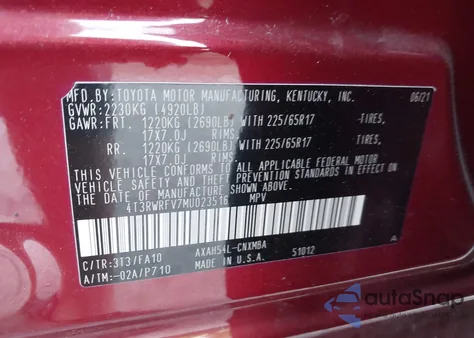 MFD.BY:TOYOTA MOTOR MANUFACTURING, KENTUCKY, INC. 06/21
GVWR:2230KG (4920LB)
GAWR:FRT. 1220KG (2690LB) WITH 225/65R17 TIRES,
17X7.0J RIMS,
RR. 1220KG (2690LB) WITH 225/65R17 TIRES,
17X7.0J RIMS,
THIS VEHICLE CONFORMS TO ALL APPLICABLE FEDERAL MOTOR
VEHICLE SAFETY AND THEFT PREVENTION STANDARDS IN EFFECT ON
THE DATE OF MANUFACTURE SHOWN ABOVE.
4T3RWRFV7MU023516 MPV
C/TR:3T3/FA10 AXAH54L-CNXMBA 51012 A
A/TM:-02A/P710 MADE IN U.S.A.
autoSnap